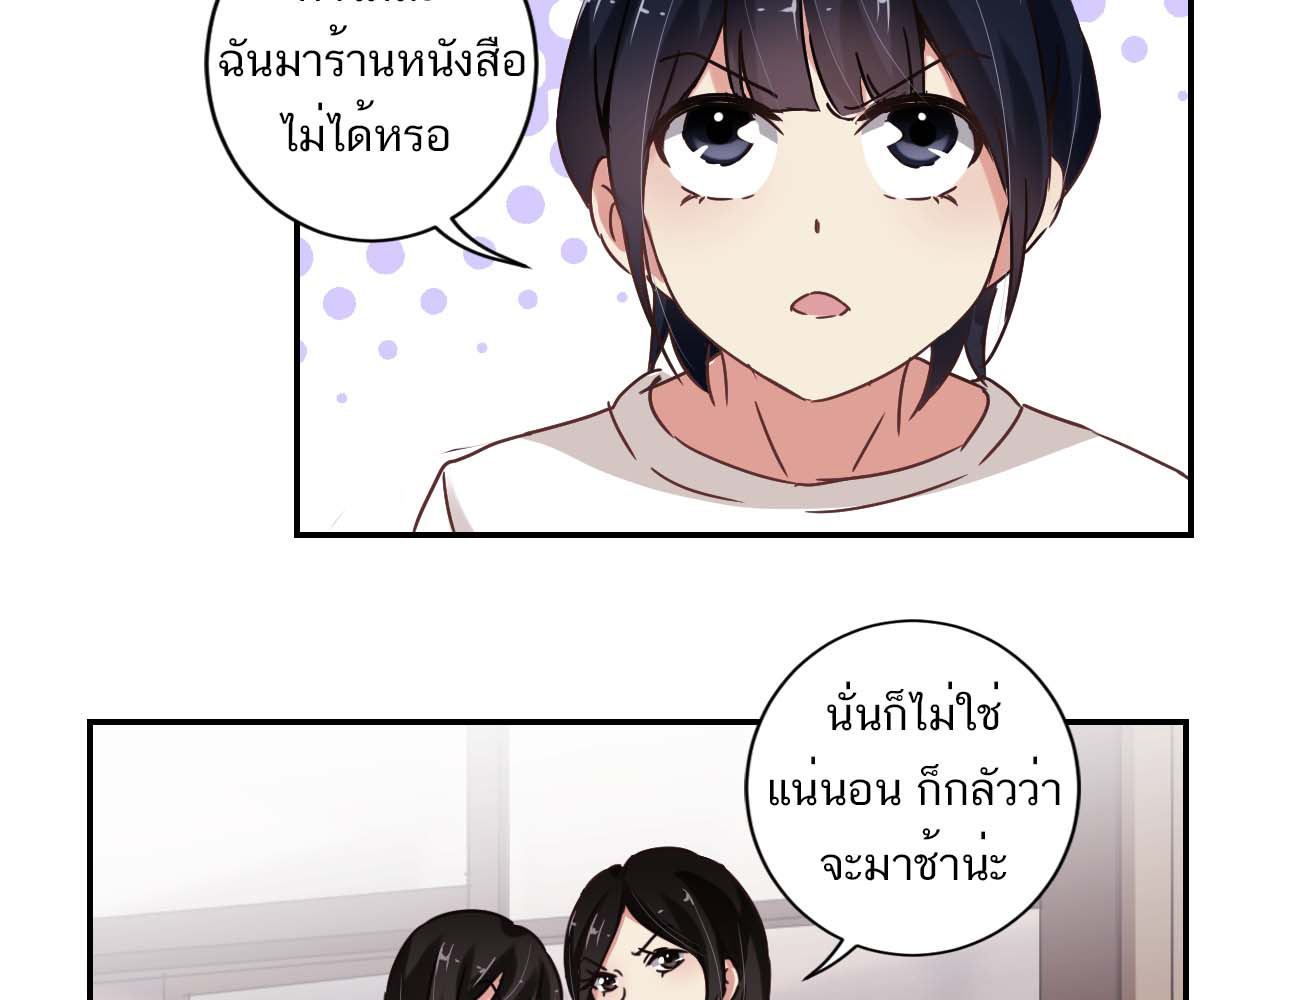 ฉันมาร้านหนังสือ
ไม่ได้หรอ
นั่นก็ไม่ใช่
แน่นอน ก็กลัวว่า
จะมาช้าน่ะ